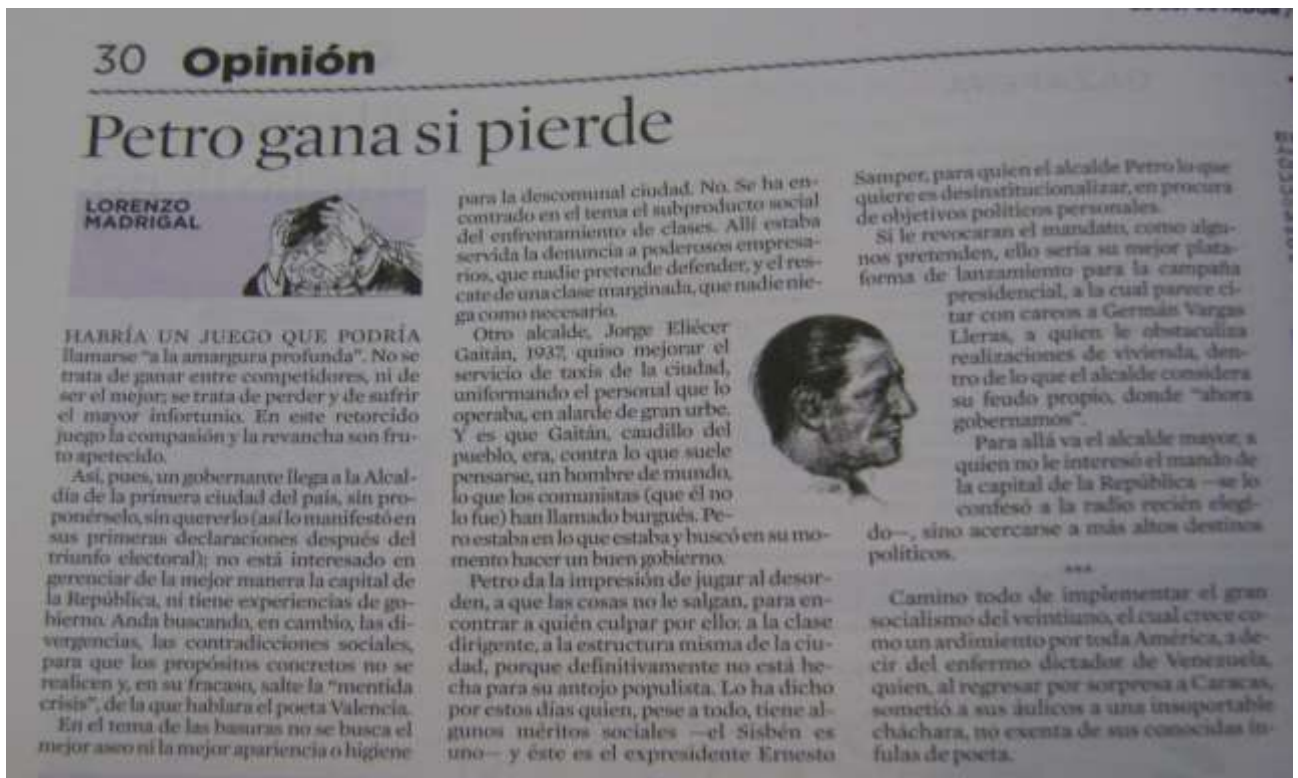 30 Opinión
Petro gana si pierde
LORENZO
MADRIGAL
HABRÍA UN JUEGO QUE PODRÍA
llamarse “a la amargura profunda”. No se
trata de ganar entre competidores, ni de
ser el mejor; se trata de perder y de sufrir
el mayor infortunio. En este retorcido
juego la compasión y la revancha son fru-
to apetecido.
Así, pues, un gobernante llega a la Alcal-
día de la primera ciudad del país, sin pro-
ponérselo, sin quererlo (así lo manifestó en
sus primeras declaraciones después del
triunfo electoral); no está interesado en
gerenciar de la mejor manera la capital de
la República, ni tiene experiencias de go-
bierno. Anda buscando, en cambio, las di-
vergencias, las contradicciones sociales,
para que los propósitos concretos no se
realicen y, en su fracaso, salte la “mentida
crisis”, de la que hablara el poeta Valencia.
En el tema de las basuras no se busca el
mejor aseo ni la mejor apariencia o higiene
para la descomunal ciudad. No. Se ha en-
contrado en el tema el subproducto social
del enfrentamiento de clases. Allí estaba
servida la denuncia a poderosos empresa-
rios, que nadie pretende defender, y el res-
cate de una clase marginada, que nadie nie-
ga como necesario.
Otro alcalde, Jorge Eliécer
Gaitán, 1937, quiso mejorar el
servicio de taxis de la ciudad,
uniformando el personal que lo
operaba, en alarde de gran urbe.
Y es que Gaitán, caudillo del
pueblo, era, contra lo que suele
pensarse, un hombre de mundo,
lo que los comunistas (que él no
lo fue) han llamado burgués. Pe-
ro estaba en lo que estaba y buscó en su mo-
mento hacer un buen gobierno.
Petro da la impresión de jugar al desor-
den, a que las cosas no le salgan, para en-
contrar a quién culpar por ello: a la clase
dirigente, a la estructura misma de la ciu-
dad, porque definitivamente no está he-
cha para su antojo populista. Lo ha dicho
por estos días quien, pese a todo, tiene al-
gunos méritos sociales —el Sisbén es
uno— y éste es el expresidente Ernesto
Samper, para quien el alcalde Petro lo que
quiere es desinstitucionalizar, en procura
de objetivos políticos personales.
Si le revocaran el mandato, como algu-
nos pretenden, ello sería su mejor plata-
forma de lanzamiento para la campaña
presidencial, a la cual parece ci-
tar con careos a Germán Vargas
Lleras, a quien le obstaculiza
realizaciones de vivienda, den-
tro de lo que el alcalde considera
su feudo propio, donde “ahora
gobernamos”.
Para allá va el alcalde mayor, a
quien no le interesó el mando de
la capital de la República —se lo
confesó a la radio recién elegi-
do—, sino acercarse a más altos destinos
políticos.
***
Camino todo de implementar el gran
socialismo del veintiuno, el cual crece co-
mo un ardimiento por toda América, a de-
cir del enfermo dictador de Venezuela,
quien, al regresar por sorpresa a Caracas,
sometió a sus áulicos a una insoportable
cháchara, no exenta de sus conocidas ín-
fulas de poeta.